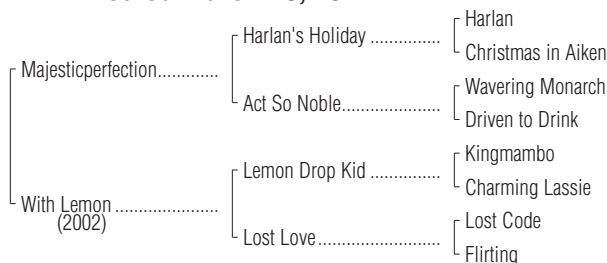 Harlan
Harlan's Holiday ................
Christmas in Aiken
Majesticperfection.............
Wavering Monarch
Act So Noble......................
Driven to Drink
Kingmambo
Lemon Drop Kid ................
Charming Lassie
With Lemon ......................
(2002)
Lost Code
Lost Love...........................
Flirting